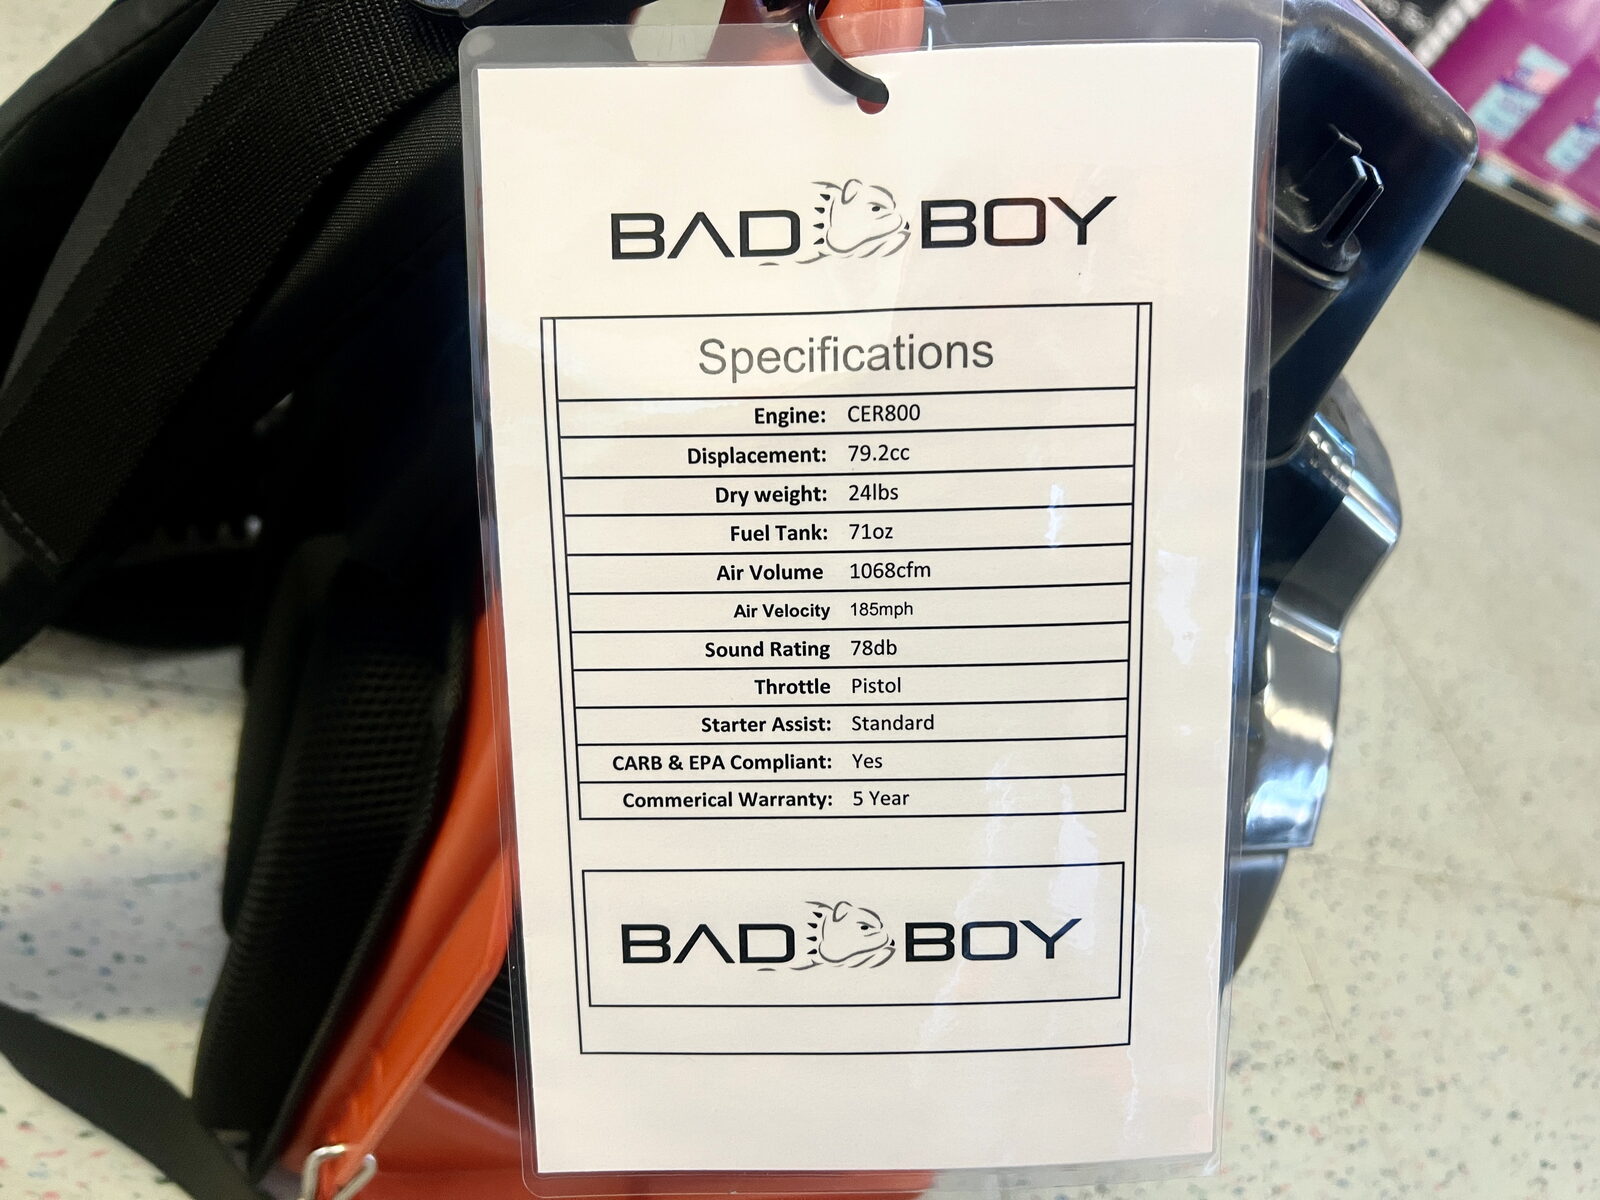 BAD BOY
Specifications
Engine: CER800
Displacement: 79.2cc
Dry weight: 24lbs
Fuel Tank: 71oz
Air Volume 1068cfm
Air Velocity 185mph
Sound Rating 78db
Throttle Pistol
Starter Assist: Standard
CARB & EPA Compliant: Yes
Commerical Warranty: 5 Year
BAD BOY